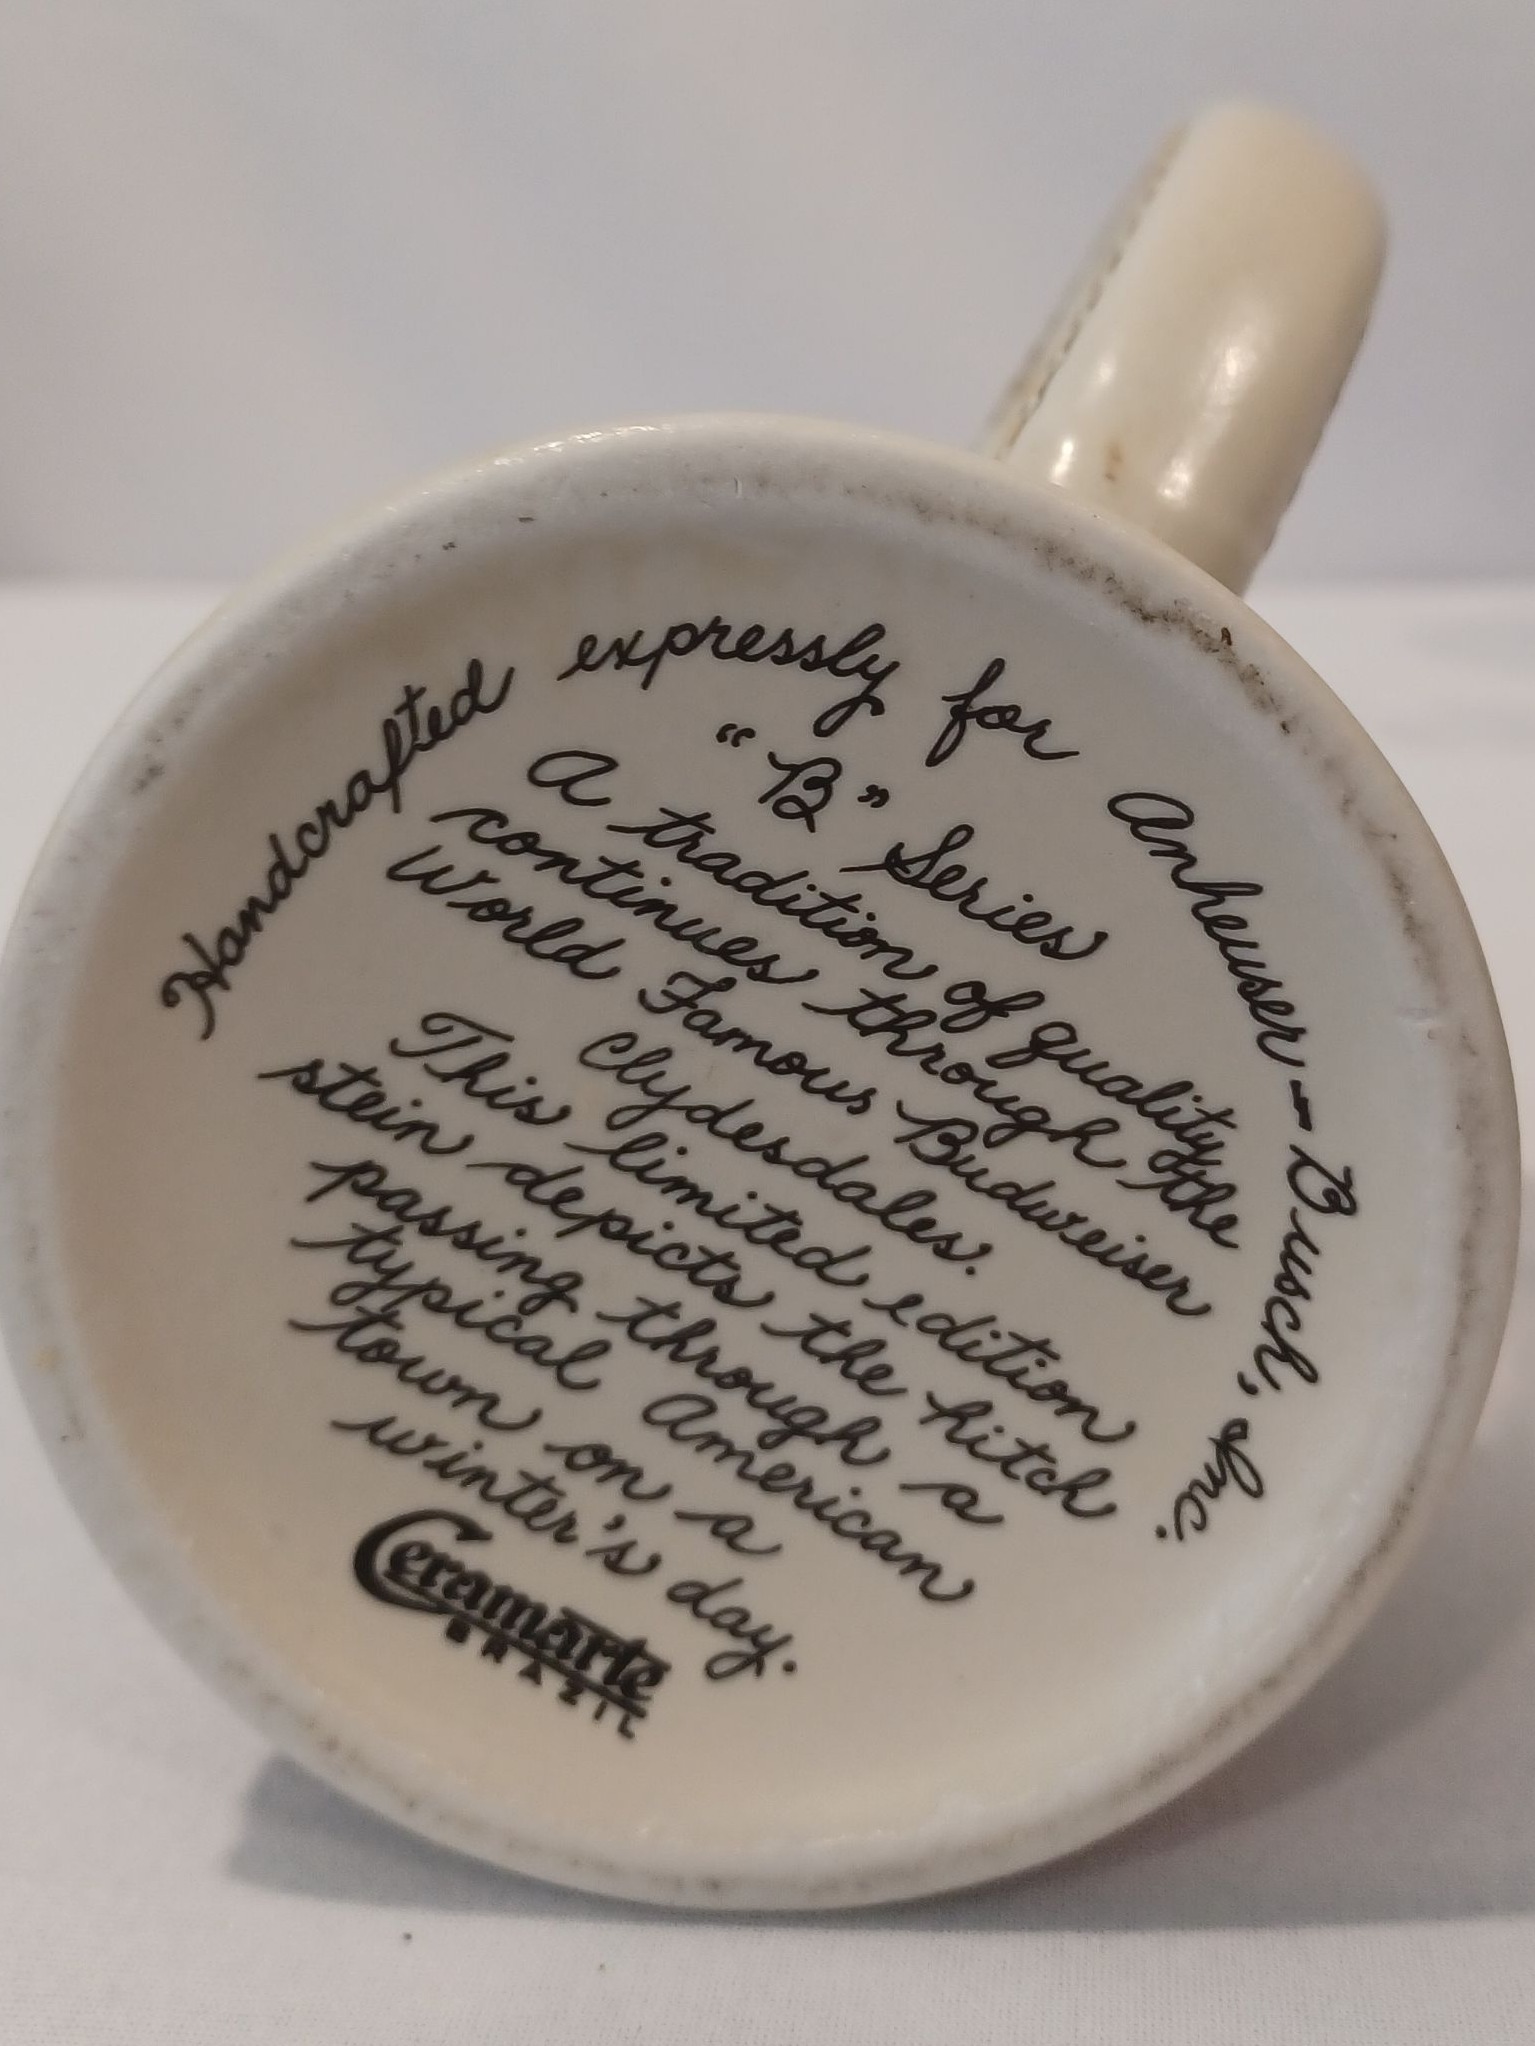 Handcrafted expressly for Anheuser-Busch, Inc.
"B" Series
A tradition of quality
continues through the
World Famous Budweiser
Clydesdales.
This limited edition
stein depicts the hitch
passing through a
typical American
town on a
winter's day.
Ceramarte
BRAZIL